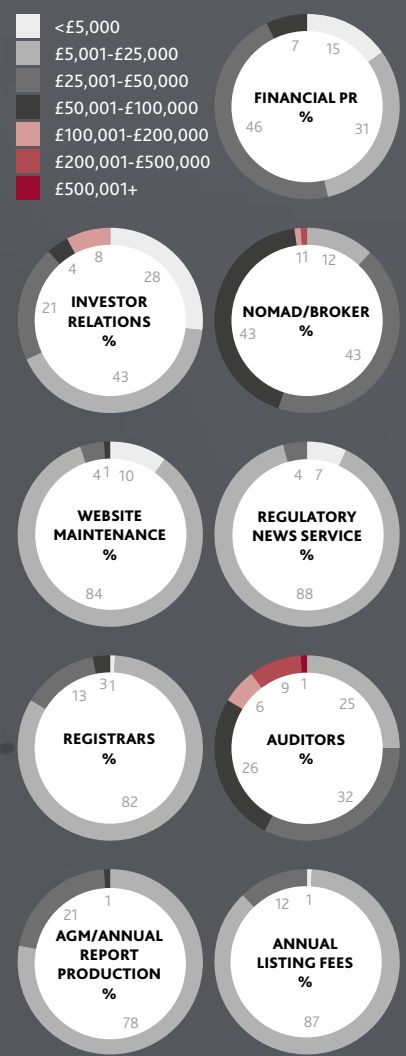 <£5,000
£5,001-£25,000
£25,001-£50,000
£50,001-£100,000
£100,001-£200,000
£200,001-£500,000
£500,001+
7 15
FINANCIAL PR
%
46 31
8
4 28
21
INVESTOR
RELATIONS
%
43
11 12
NOMAD/BROKER
%
43 43
4 1 10
WEBSITE
MAINTENANCE
%
84
4 7
REGULATORY
NEWS SERVICE
%
88
3 1
13
REGISTRARS
%
82
9 1
6 25
AUDITORS
%
26 32
1
21
AGM/ANNUAL
REPORT
PRODUCTION
%
78
12 1
ANNUAL
LISTING FEES
%
87